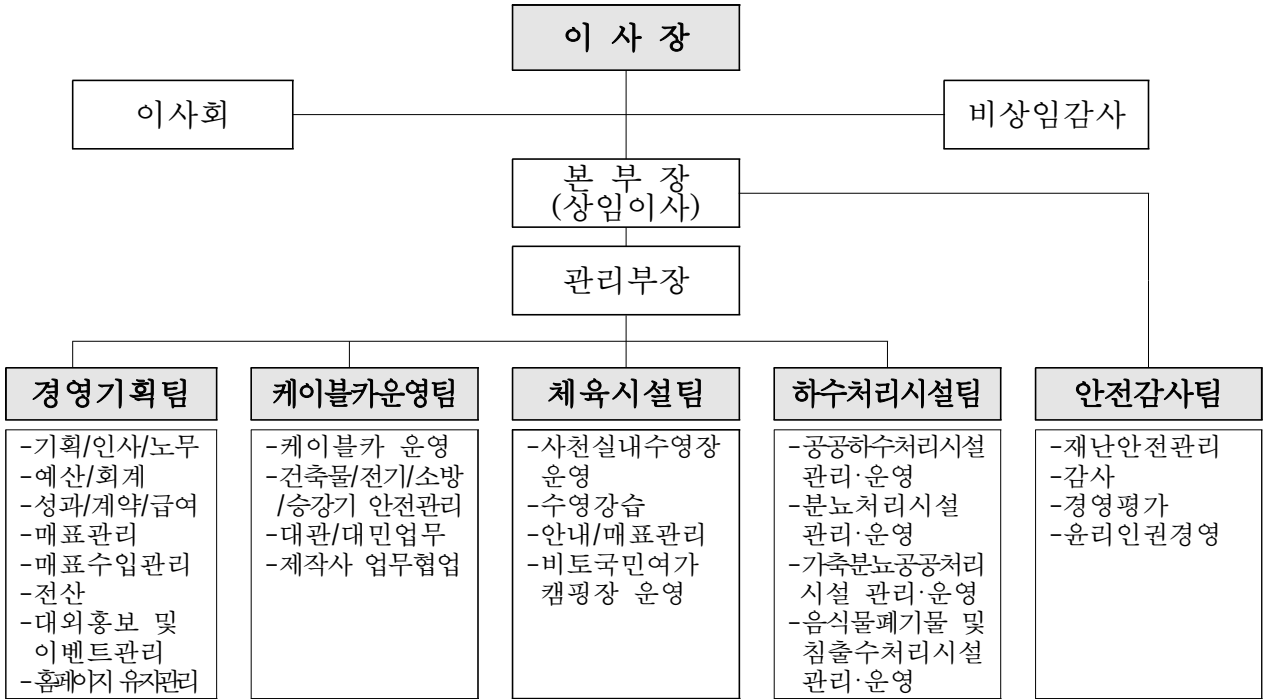 이 사 장
이사회
비상임감사
본 부 장
(상임이사)
관리부장
경영기획팀
-기획/인사/노무
-예산/회계
-성과/계약/급여
-매표관리
-매표수입관리
-전산
-대외홍보 및
이벤트관리
-홈페이지 유지관리
케이블카운영팀
-케이블카 운영
-건축물/전기/소방
/승강기 안전관리
-대관/대민업무
-제작사 업무협업
체육시설팀
-사천실내수영장
운영
-수영강습
-안내/매표관리
-비토국민여가
캠핑장 운영
하수처리시설팀
-공공하수처리시설
관리·운영
-분뇨처리시설
관리·운영
-가축분뇨공공처리
시설 관리·운영
-음식물폐기물 및
침출수처리시설
관리·운영
안전감사팀
-재난안전관리
-감사
-경영평가
-윤리인권경영